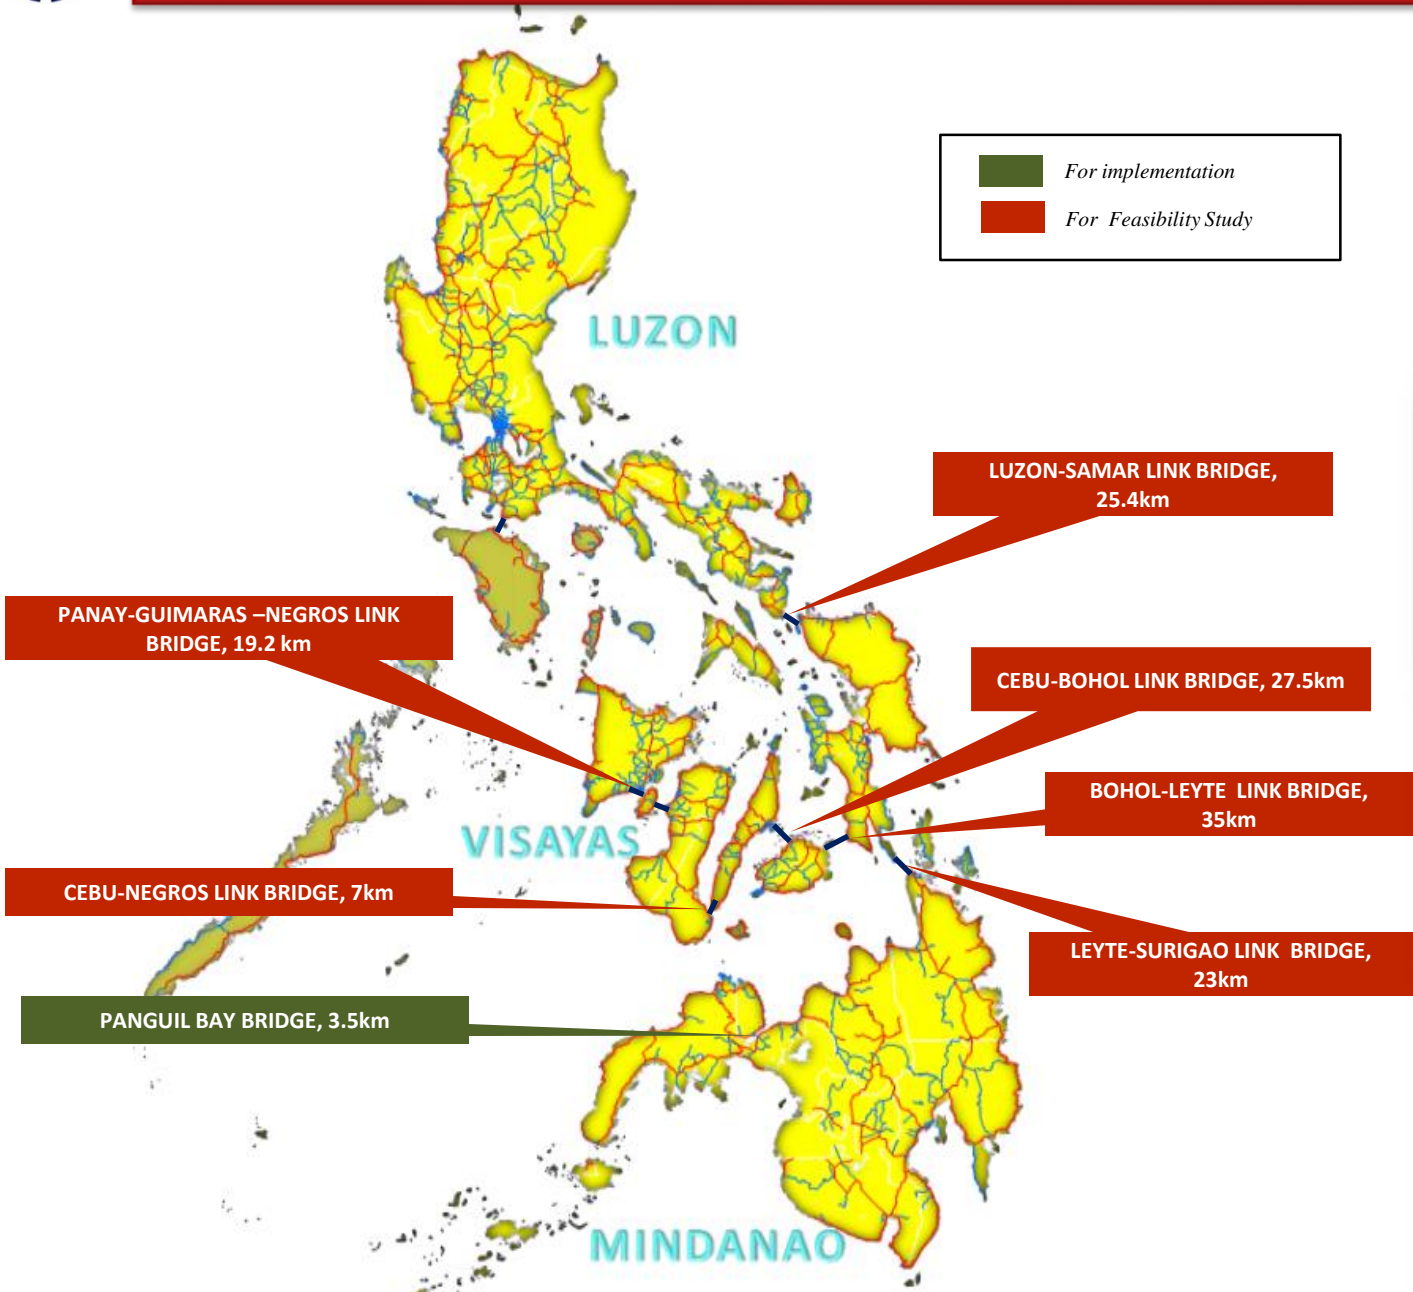 For implementation
For Feasibility Study
LUZON
LUZON-SAMAR LINK BRIDGE,
25.4km
PANAY-GUIMARAS –NEGROS LINK
BRIDGE, 19.2 km
CEBU-BOHOL LINK BRIDGE, 27.5km
BOHOL-LEYTE LINK BRIDGE,
35km
VISAYAS
CEBU-NEGROS LINK BRIDGE, 7km
LEYTE-SURIGAO LINK BRIDGE,
23km
PANGUIL BAY BRIDGE, 3.5km
MINDANAO